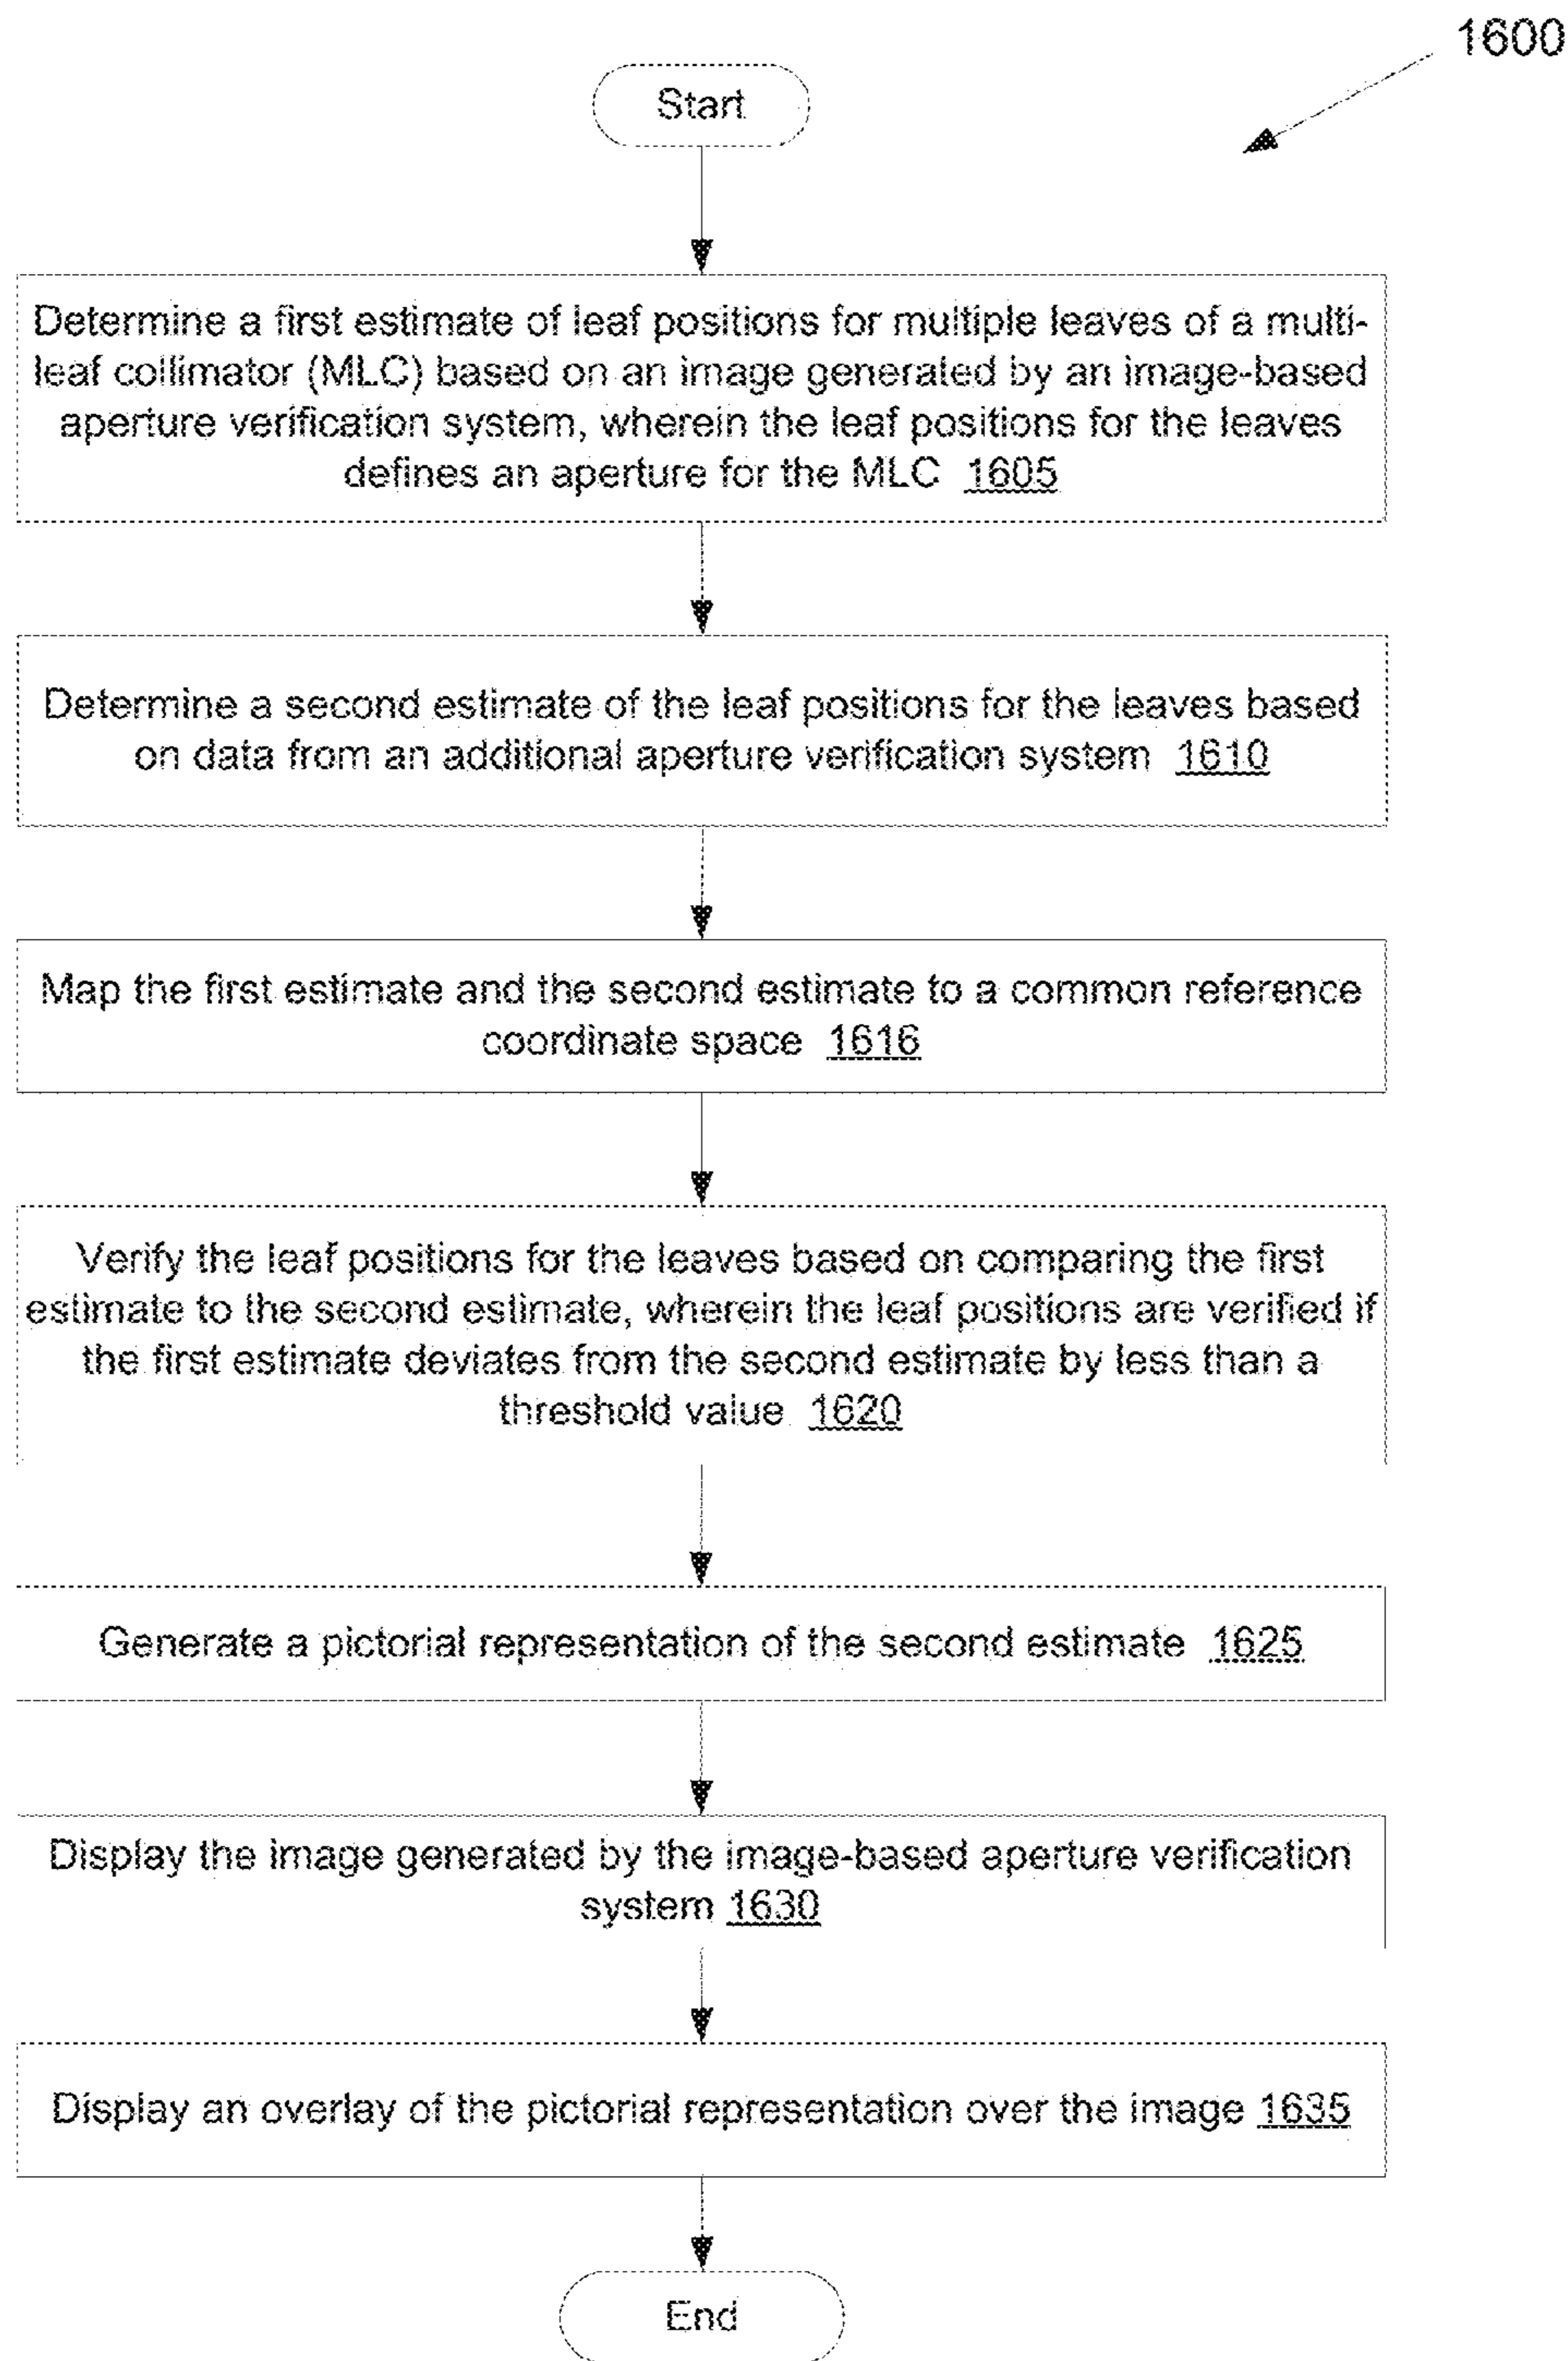 1600
Start
Determine a first estimate of leaf positions for multiple leaves of a multi-
leaf collimator (MLC) based on an image generated by an image-based
aperture verification system, wherein the leaf positions for the leaves
defines an aperture for the MLC 1605
Determine a second estimate of the leaf positions for the leaves based
on data from an additional aperture verification system 1610
Map the first estimate and the second estimate to a common reference
coordinate space 1616
Verify the leaf positions for the leaves based on comparing the first
estimate to the second estimate, wherein the leaf positions are verified if
the first estimate deviates from the second estimate by less than a
threshold value 1620
Generate a pictorial representation of the second estimate 1625
Display the image generated by the image-based aperture verification
system 1630
Display an overlay of the pictorial representation over the image 1635
End